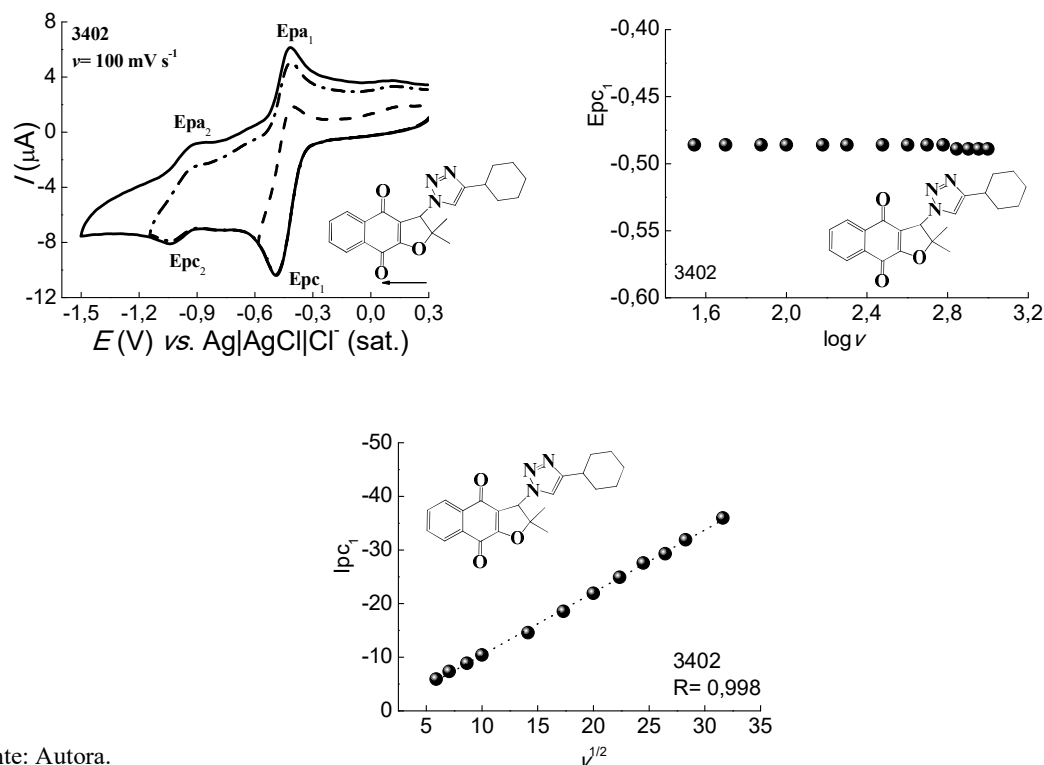 3402
ν= 100 mV s⁻¹
Epa₁
Epa₂
Epc₂
Epc₁
I (µA)
8
4
0
-4
-8
-12
-1,5 -1,2 -0,9 -0,6 -0,3 0,0 0,3
E (V) vs. Ag|AgCl|Cl⁻ (sat.)
O
O
O
N
N
N
Epc₁
-0,40
-0,45
-0,50
-0,55
-0,60
1,6 2,0 2,4 2,8 3,2
log ν
3402
O
O
O
N
N
N
Ipc₁
-50
-40
-30
-20
-10
0
5 10 15 20 25 30 35
ν¹/²
O
O
O
N
N
N
3402
R= 0,998
nte: Autora.